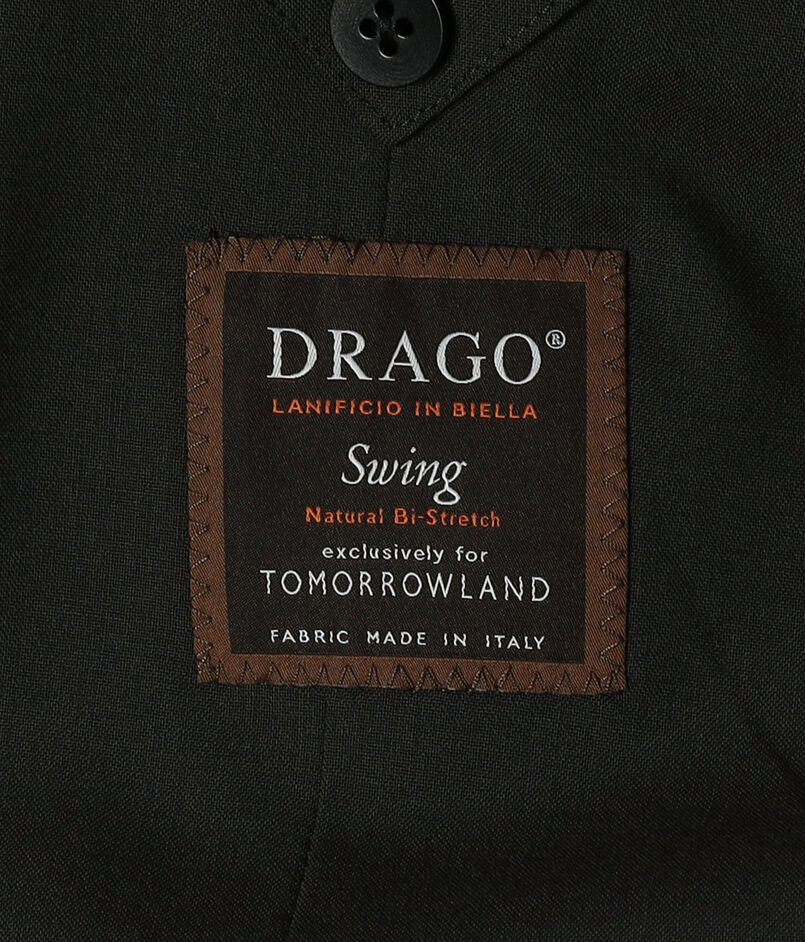 DRAGO®
LANIFICIO IN BIELLA
Swing
Natural Bi-Stretch
exclusively for
TOMORROWLAND
FABRIC MADE IN ITALY